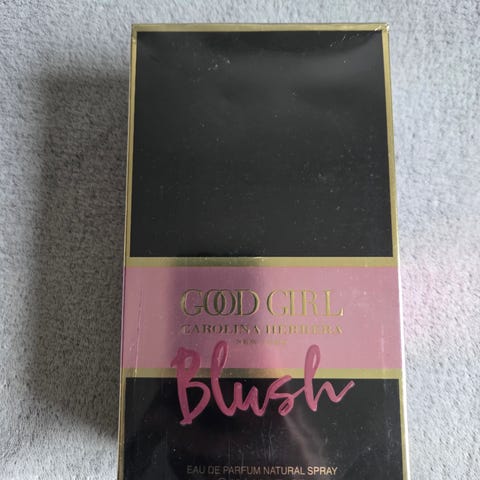 GOOD GIRL
CAROLINA HERRERA
NEW YORK
Blush
EAU DE PARFUM NATURAL SPRAY